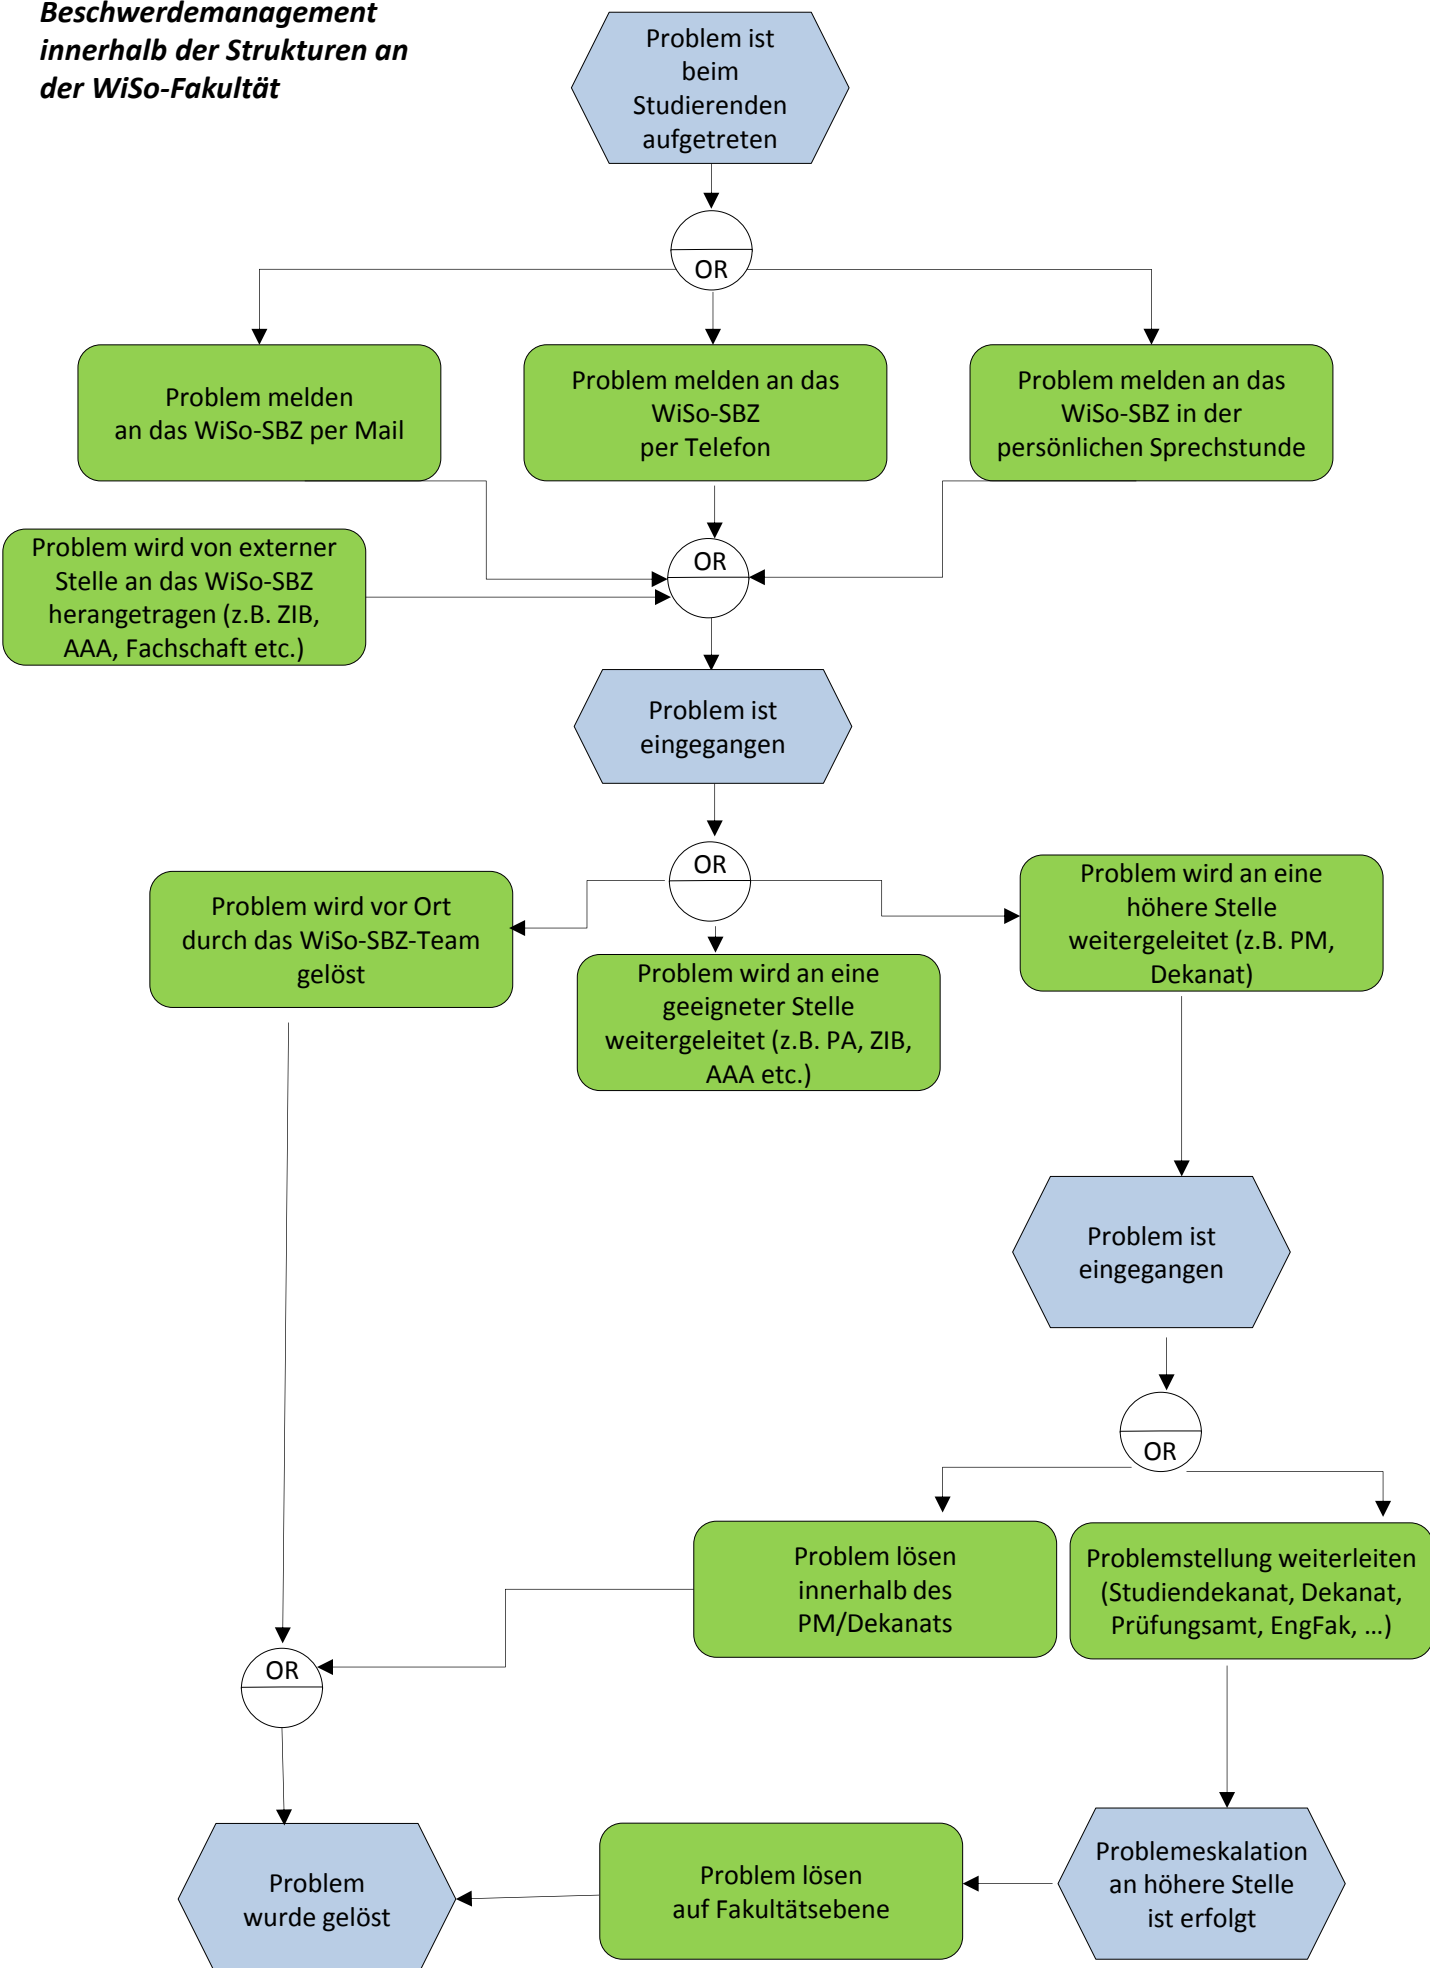 Beschwerdemanagement
innerhalb der Strukturen an
der WiSo-Fakultät
Problem ist
beim
Studierenden
aufgetreten
OR
Problem melden
an das WiSo-SBZ per Mail
Problem melden an das
WiSo-SBZ
per Telefon
Problem melden an das
WiSo-SBZ in der
persönlichen Sprechstunde
Problem wird von externer
Stelle an das WiSo-SBZ
herangetragen (z.B. ZIB,
AAA, Fachschaft etc.)
OR
Problem ist
eingegangen
OR
Problem wird vor Ort
durch das WiSo-SBZ-Team
gelöst
Problem wird an eine
geeigneter Stelle
weitergeleitet (z.B. PA, ZIB,
AAA etc.)
Problem wird an eine
höhere Stelle
weitergeleitet (z.B. PM,
Dekanat)
Problem ist
eingegangen
OR
Problem lösen
innerhalb des
PM/Dekanats
Problemstellung weiterleiten
(Studiendekanat, Dekanat,
Prüfungsamt, EngFak, ...)
OR
Problem
wurde gelöst
Problem lösen
auf Fakultätsebene
Problemeskalation
an höhere Stelle
ist erfolgt